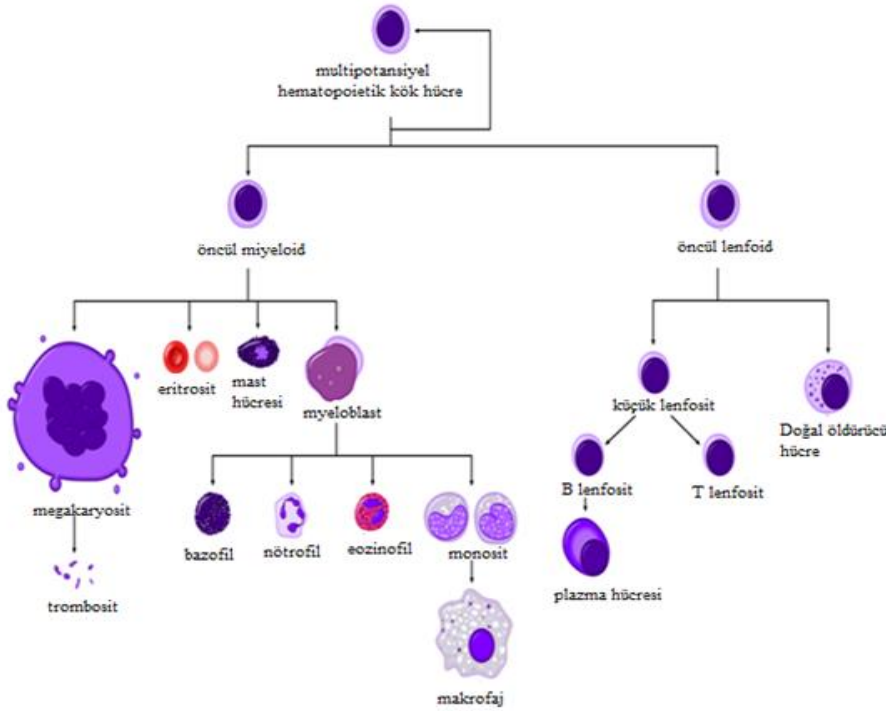 multipotansiyel
hematopoietik kök hücre
öncül miyeloid
öncül lenfoid
eritrosit
mast
hücresi
myeloblast
küçük lenfosit
Doğal öldürücü
hücre
megakaryosit
bazofil
nötrofil
eozinofil
monosit
B lenfosit
T lenfosit
trombosit
plazma hücresi
makrofaj